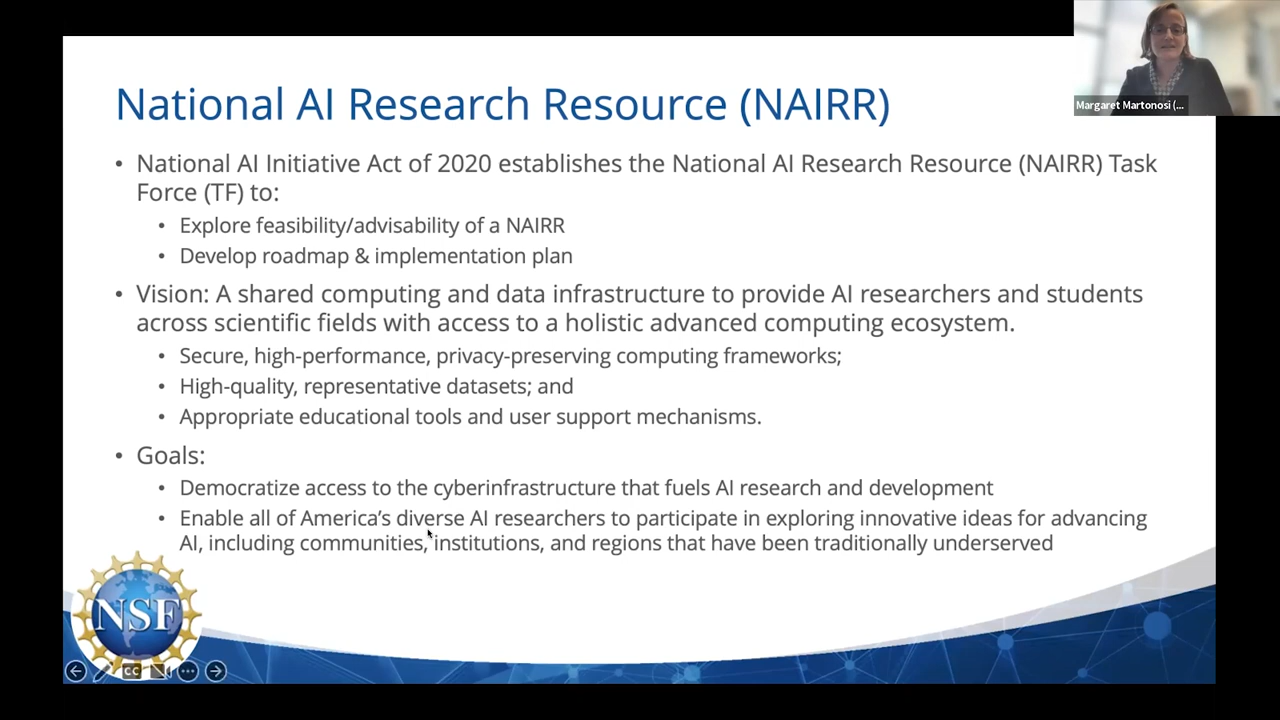 National AI Research Resource (NAIRR)
Margaret Martonosi (...
• National AI Initiative Act of 2020 establishes the National AI Research Resource (NAIRR) Task
Force (TF) to:
• Explore feasibility/advisability of a NAIRR
• Develop roadmap & implementation plan
• Vision: A shared computing and data infrastructure to provide AI researchers and students
across scientific fields with access to a holistic advanced computing ecosystem.
• Secure, high-performance, privacy-preserving computing frameworks;
• High-quality, representative datasets; and
• Appropriate educational tools and user support mechanisms.
• Goals:
• Democratize access to the cyberinfrastructure that fuels AI research and development
• Enable all of America’s diverse AI researchers to participate in exploring innovative ideas for advancing
AI, including communities, institutions, and regions that have been traditionally underserved
NSF
CC